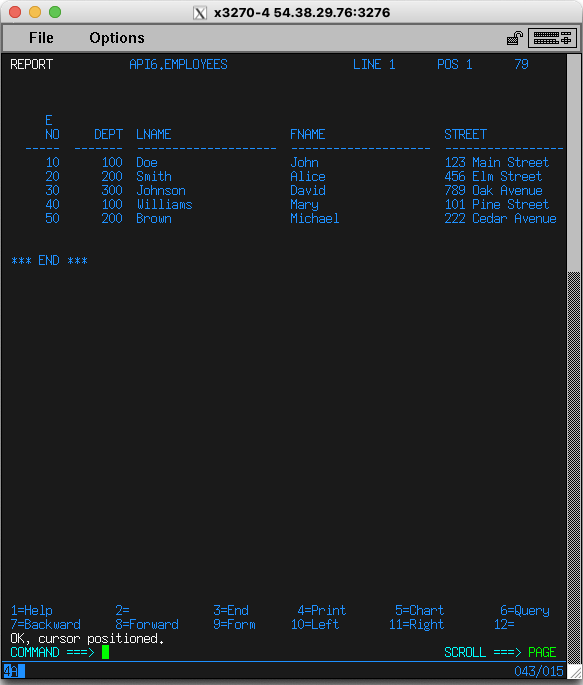 x3270-4 54.38.29.76:3276
File Options
REPORT API6.EMPLOYEES LINE 1 POS 1 79
E
NO DEPT LNAME FNAME STREET
----- ------- -------------------- -------------------- -----------------
10 100 Doe John 123 Main Street
20 200 Smith Alice 456 Elm Street
30 300 Johnson David 789 Oak Avenue
40 100 Williams Mary 101 Pine Street
50 200 Brown Michael 222 Cedar Avenue
*** END ***
1=Help 2= 3=End 4=Print 5=Chart 6=Query
7=Backward 8=Forward 9=Form 10=Left 11=Right 12=
OK, cursor positioned.
COMMAND ===> SCROLL ===> PAGE
4A 043/015